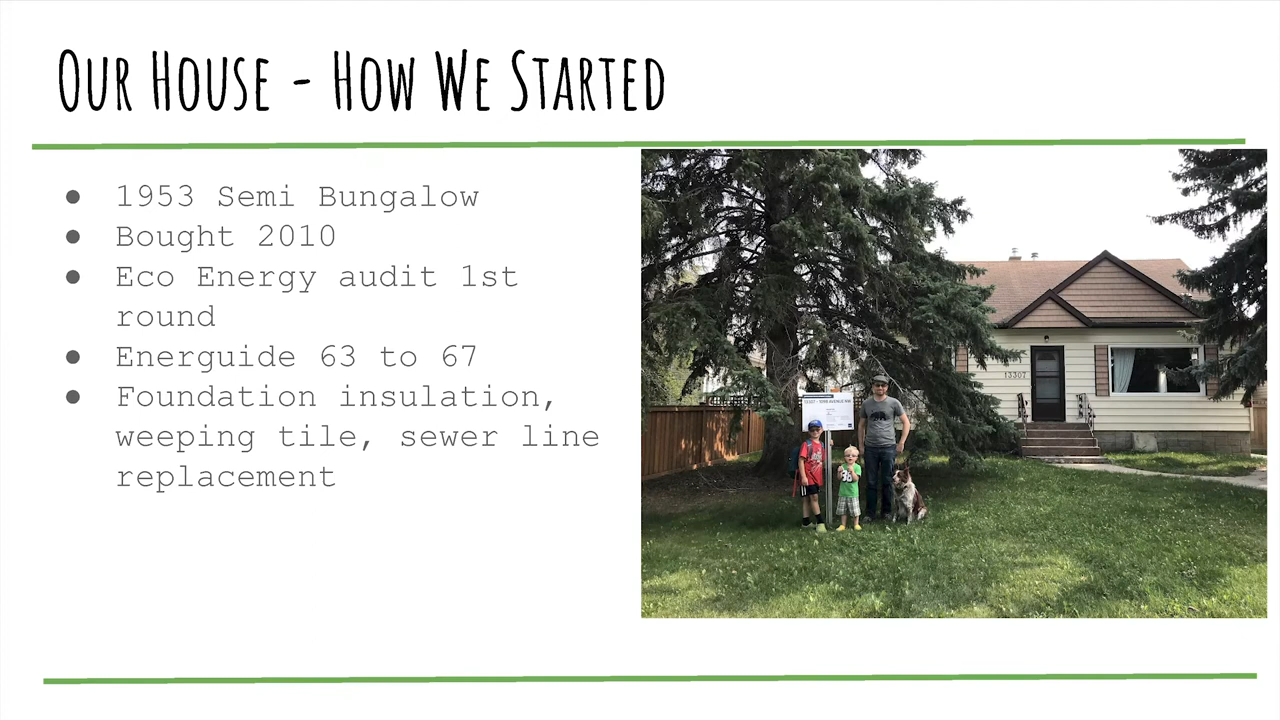 Our House - How We Started
● 1953 Semi Bungalow
● Bought 2010
● Eco Energy audit 1st
round
● Energuide 63 to 67
● Foundation insulation,
weeping tile, sewer line
replacement
13307